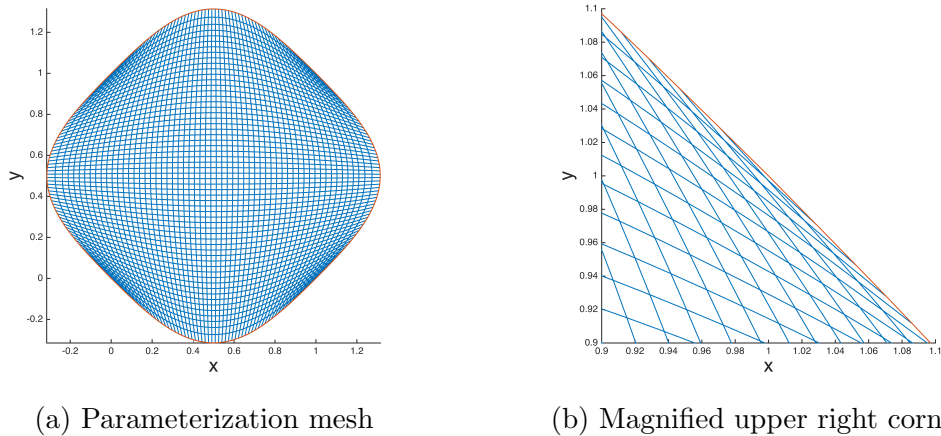 1.2
1
0.8
0.6
0.4
0.2
0
-0.2
y
-0.2 0 0.2 0.4 0.6 0.8 1 1.2
x
1.1
1.08
1.06
1.04
1.02
1
0.98
0.96
0.94
0.92
0.9
y
0.9 0.92 0.94 0.96 0.98 1 1.02 1.04 1.06 1.08 1.1
x
(a) Parameterization mesh
(b) Magnified upper right corn